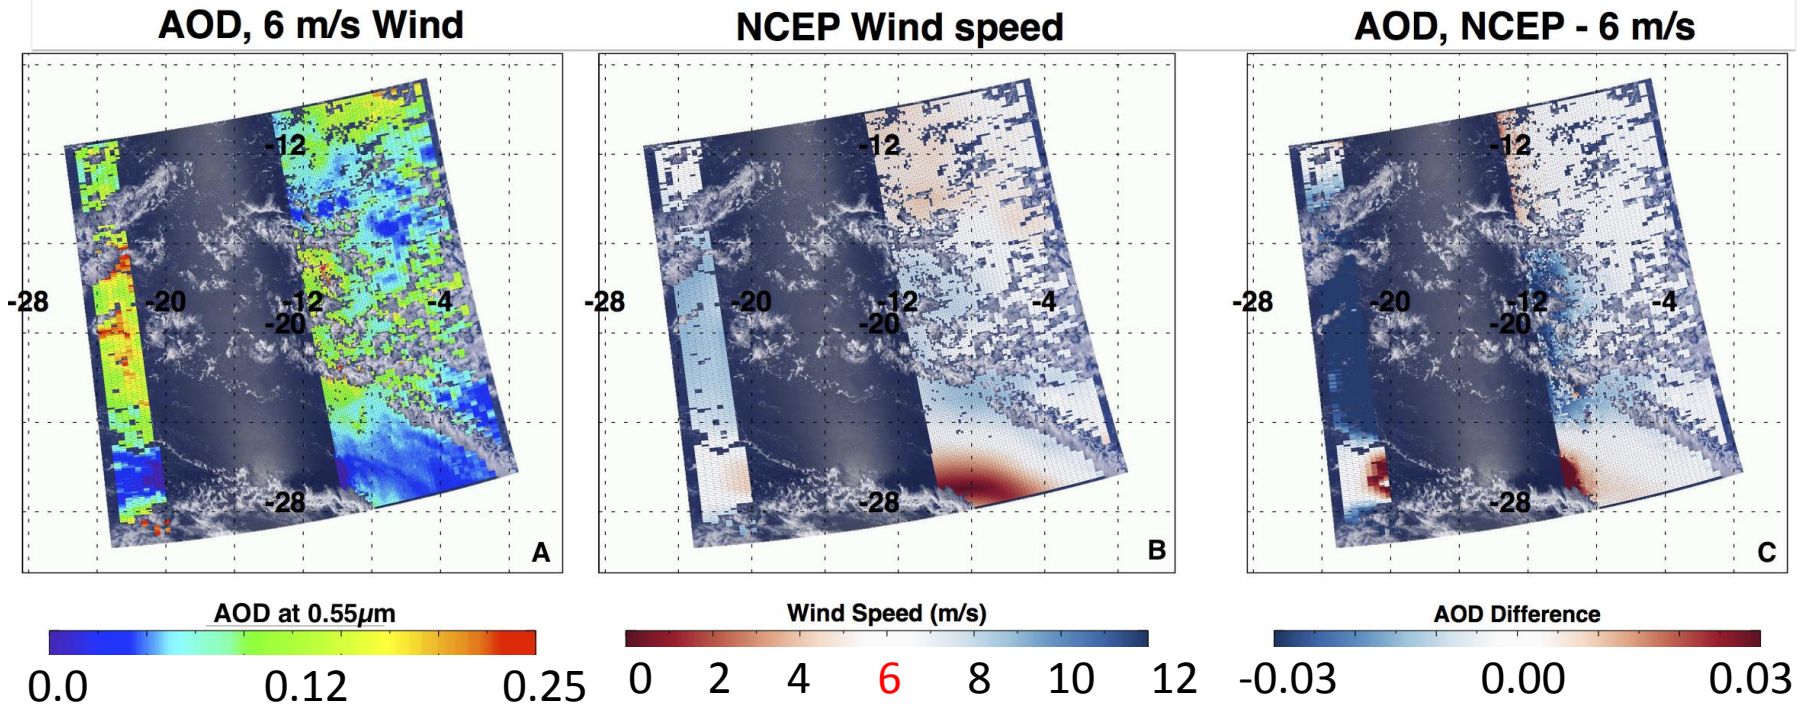 AOD, 6 m/s Wind
NCEP Wind speed
AOD, NCEP - 6 m/s
-12
-28
-20
-12
-4
-20
-28
A
-12
-28
-20
-12
-4
-20
-28
B
-12
-28
-20
-12
-4
-20
-28
C
AOD at 0.55µm
0.0 0.12 0.25
Wind Speed (m/s)
0 2 4 6 8 10 12
AOD Difference
-0.03 0.00 0.03